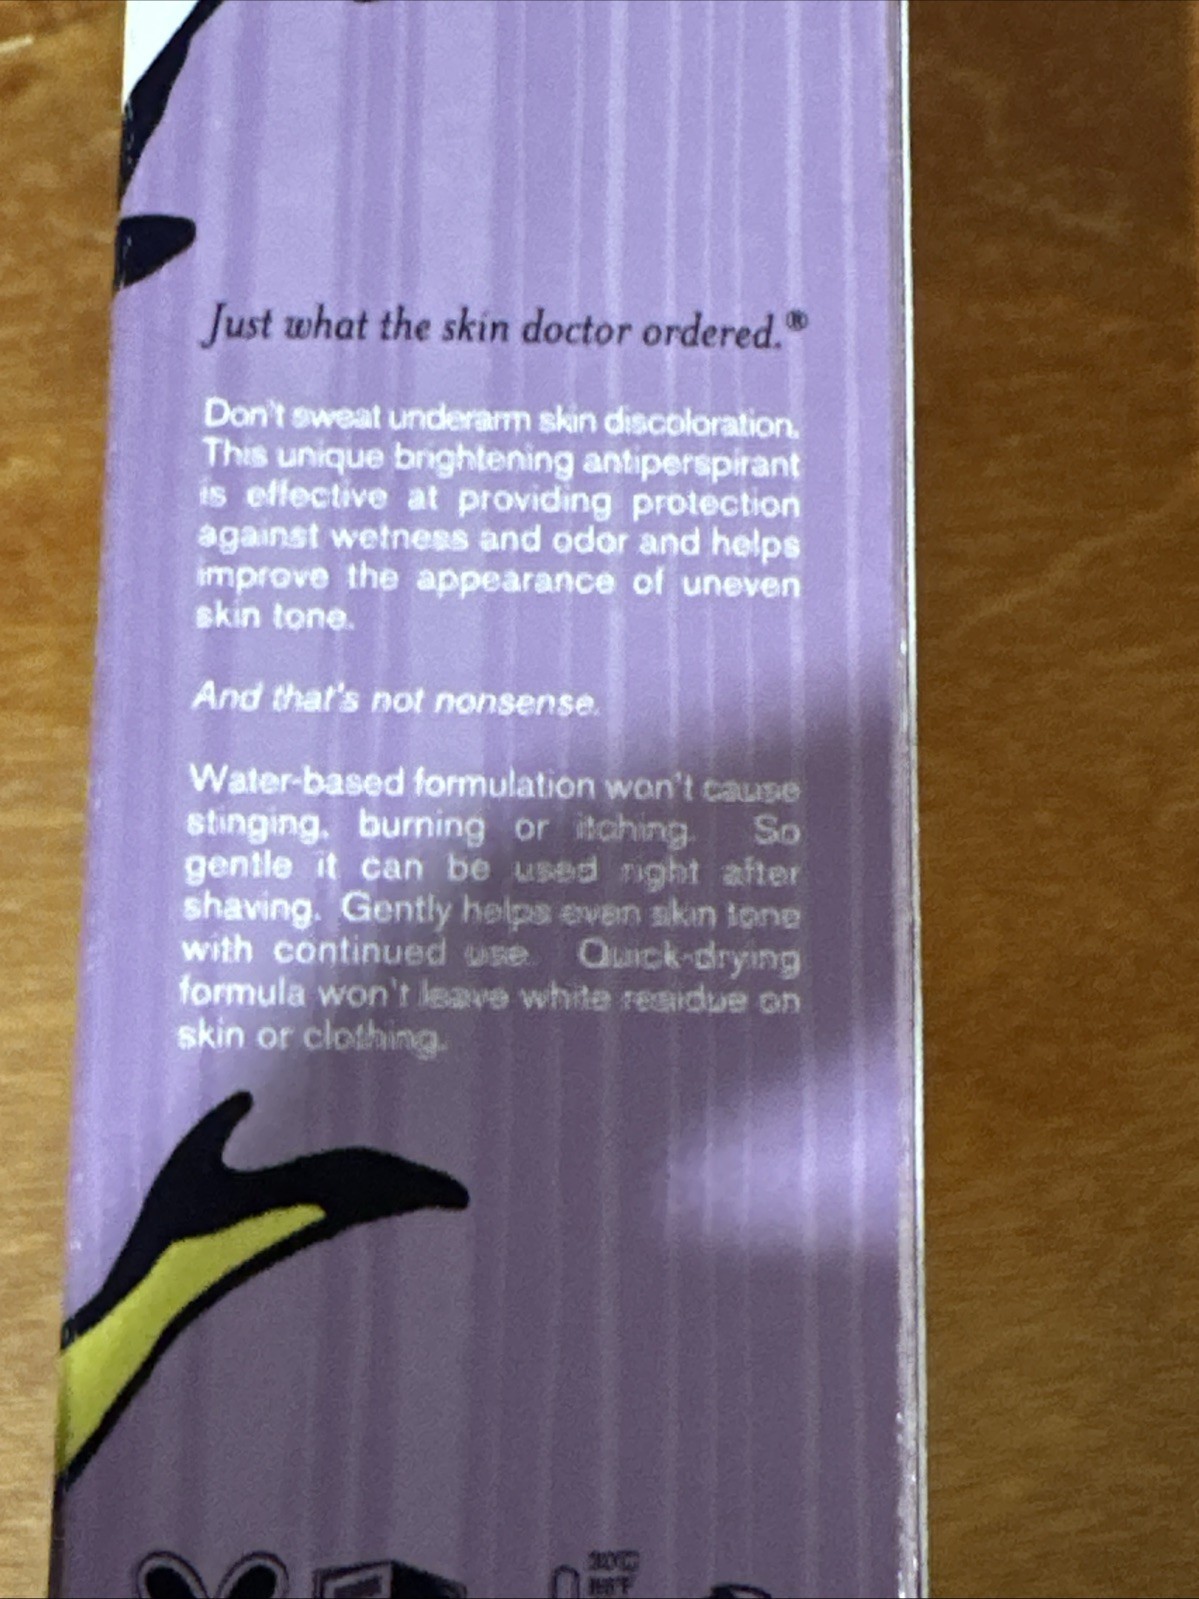 Just what the skin doctor ordered.®
Don't sweat underarm skin discoloration.
This unique brightening antiperspirant
is effective at providing protection
against wetness and odor and helps
improve the appearance of uneven
skin tone.
And that's not nonsense.
Water-based formulation won't cause
stinging, burning or itching. So
gentle it can be used right after
shaving. Gently helps even skin tone
with continued use. Quick-drying
formula won't leave white residue on
skin or clothing.
30°C
86°F